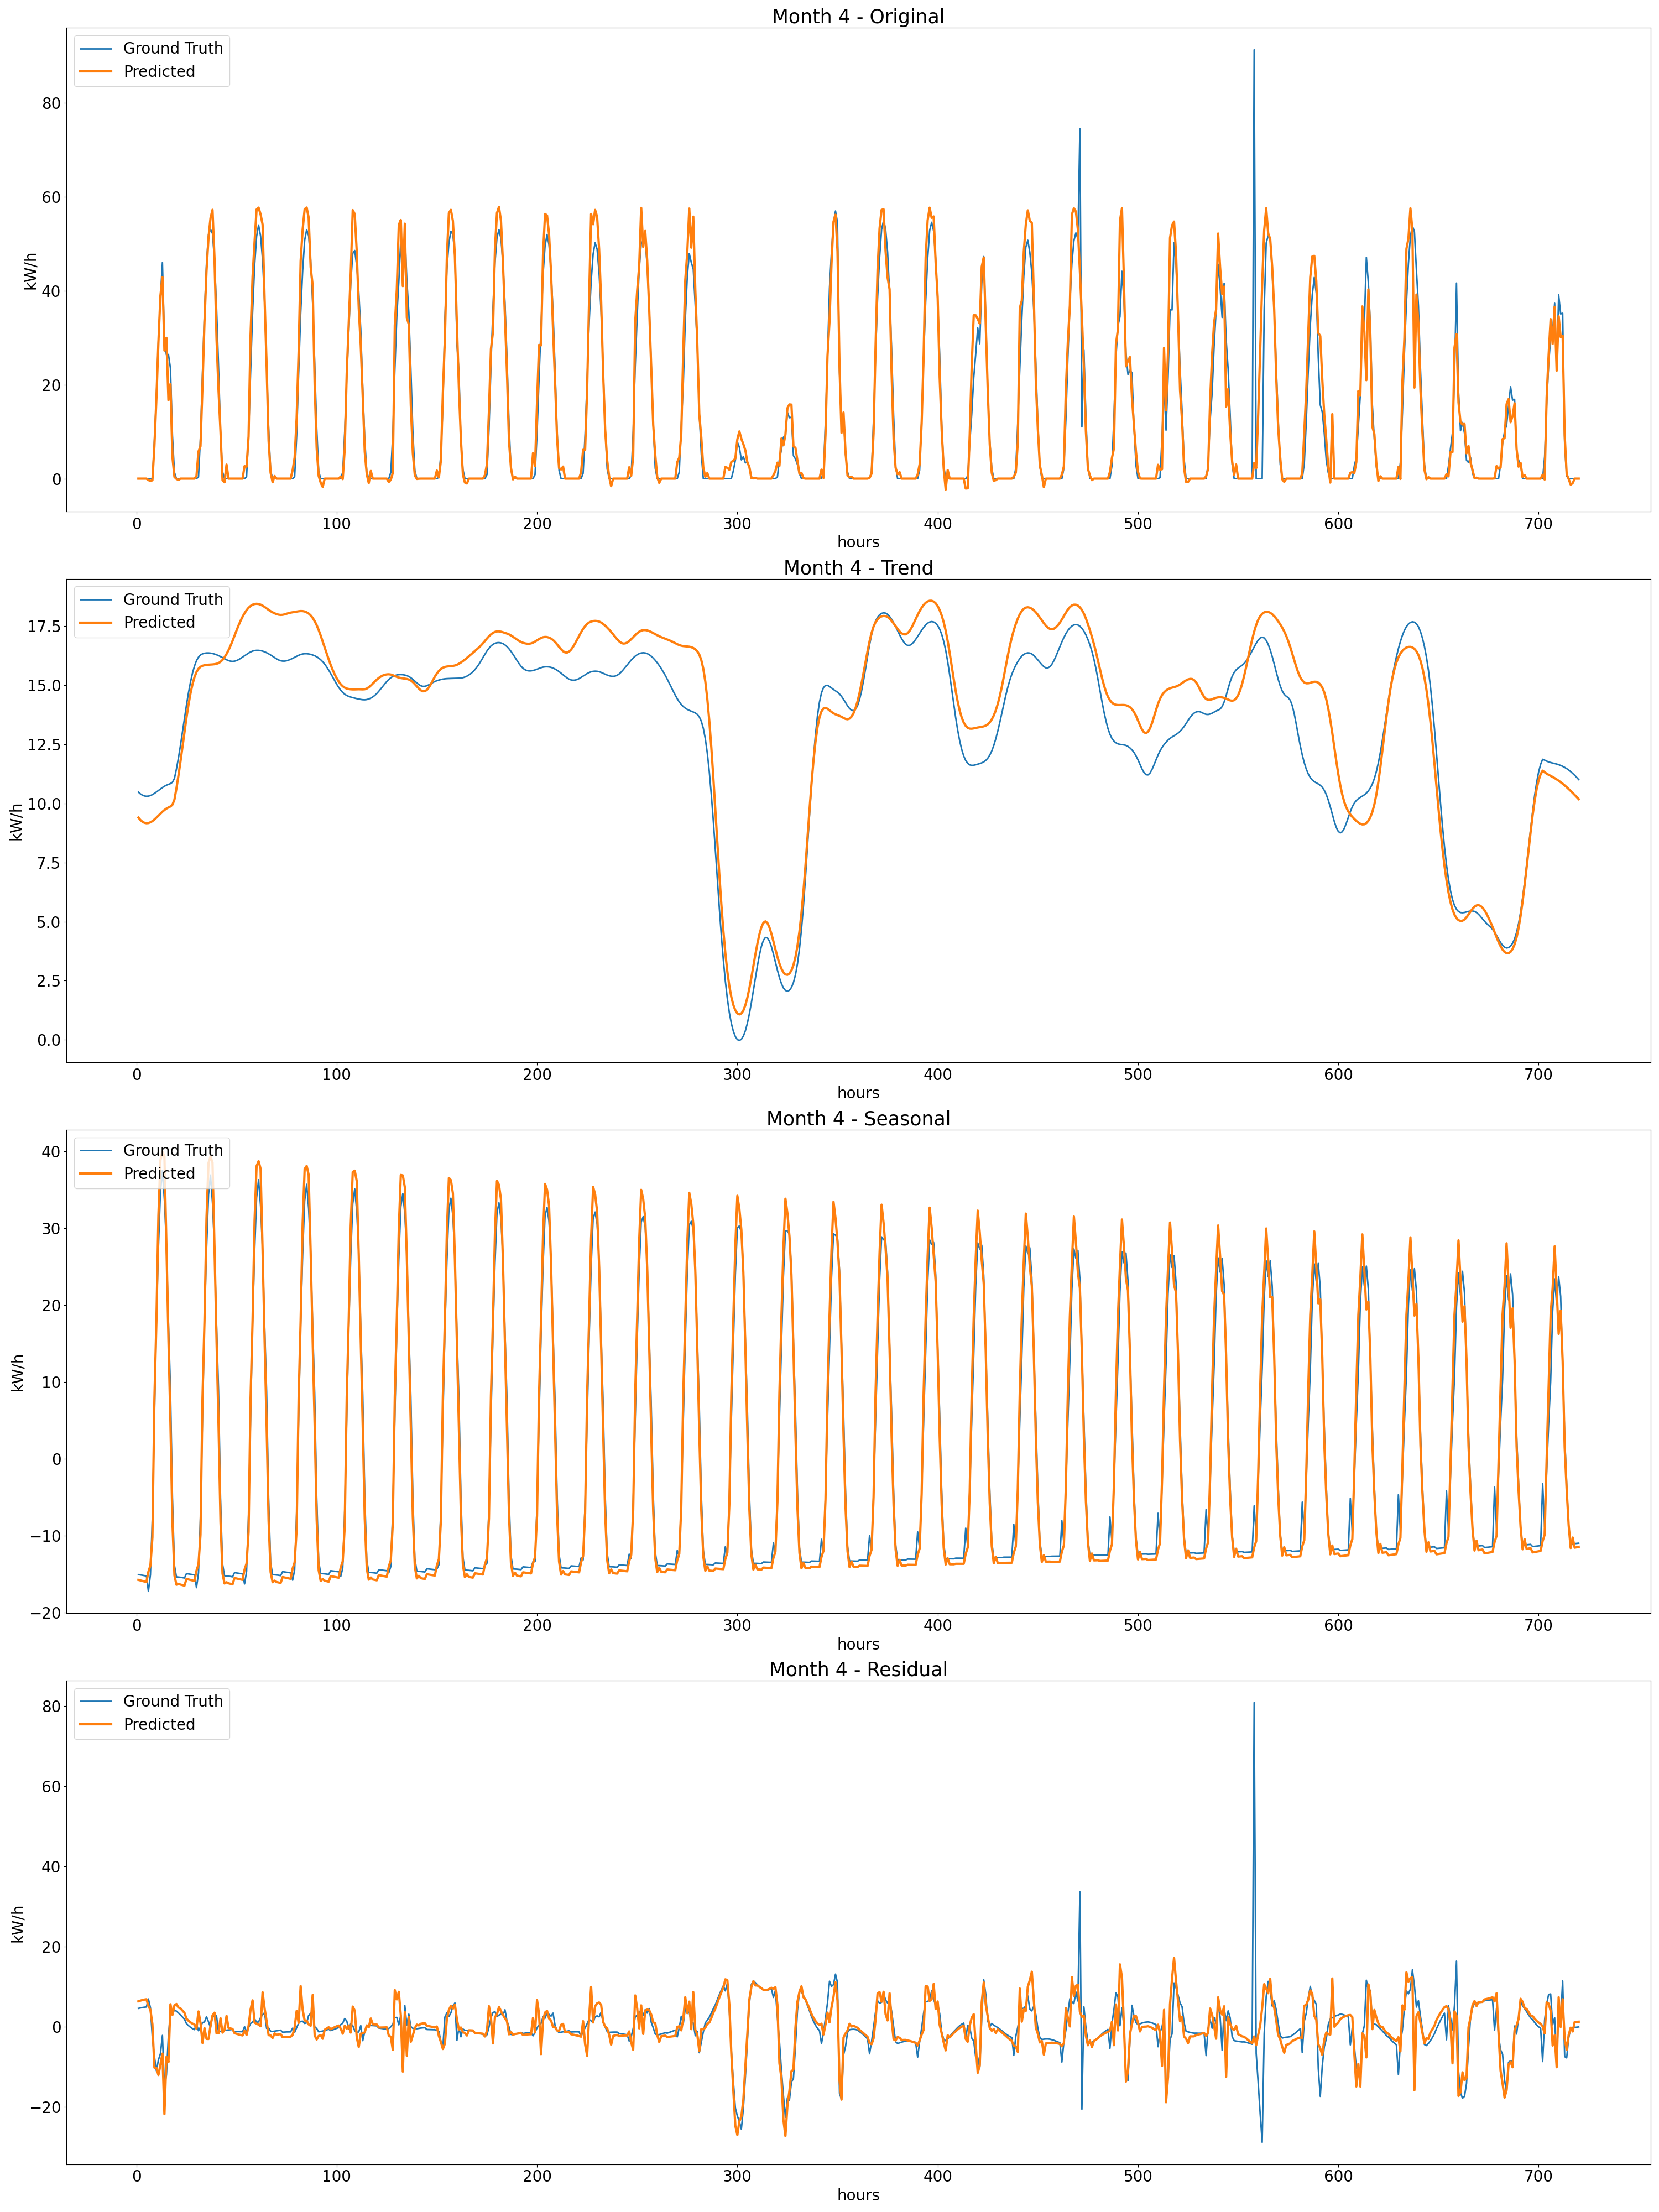 Month 4 - Original
Ground Truth
Predicted
kW/h
80
60
40
20
0
0 100 200 300 400 500 600 700
hours
Month 4 - Trend
Ground Truth
Predicted
kW/h
17.5
15.0
12.5
10.0
7.5
5.0
2.5
0.0
0 100 200 300 400 500 600 700
hours
Month 4 - Seasonal
Ground Truth
Predicted
kW/h
40
30
20
10
0
−10
−20
0 100 200 300 400 500 600 700
hours
Month 4 - Residual
Ground Truth
Predicted
kW/h
80
60
40
20
0
−20
0 100 200 300 400 500 600 700
hours